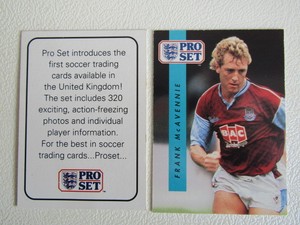 Pro Set introduces the
first soccer trading
cards available in
the United Kingdom!
The set includes 320
exciting, action-freezing
photos and individual
player information.
For the best in soccer
trading cards...Proset...
PRO
SET
PRO
SET
FRANK McAVENNIE
BAC